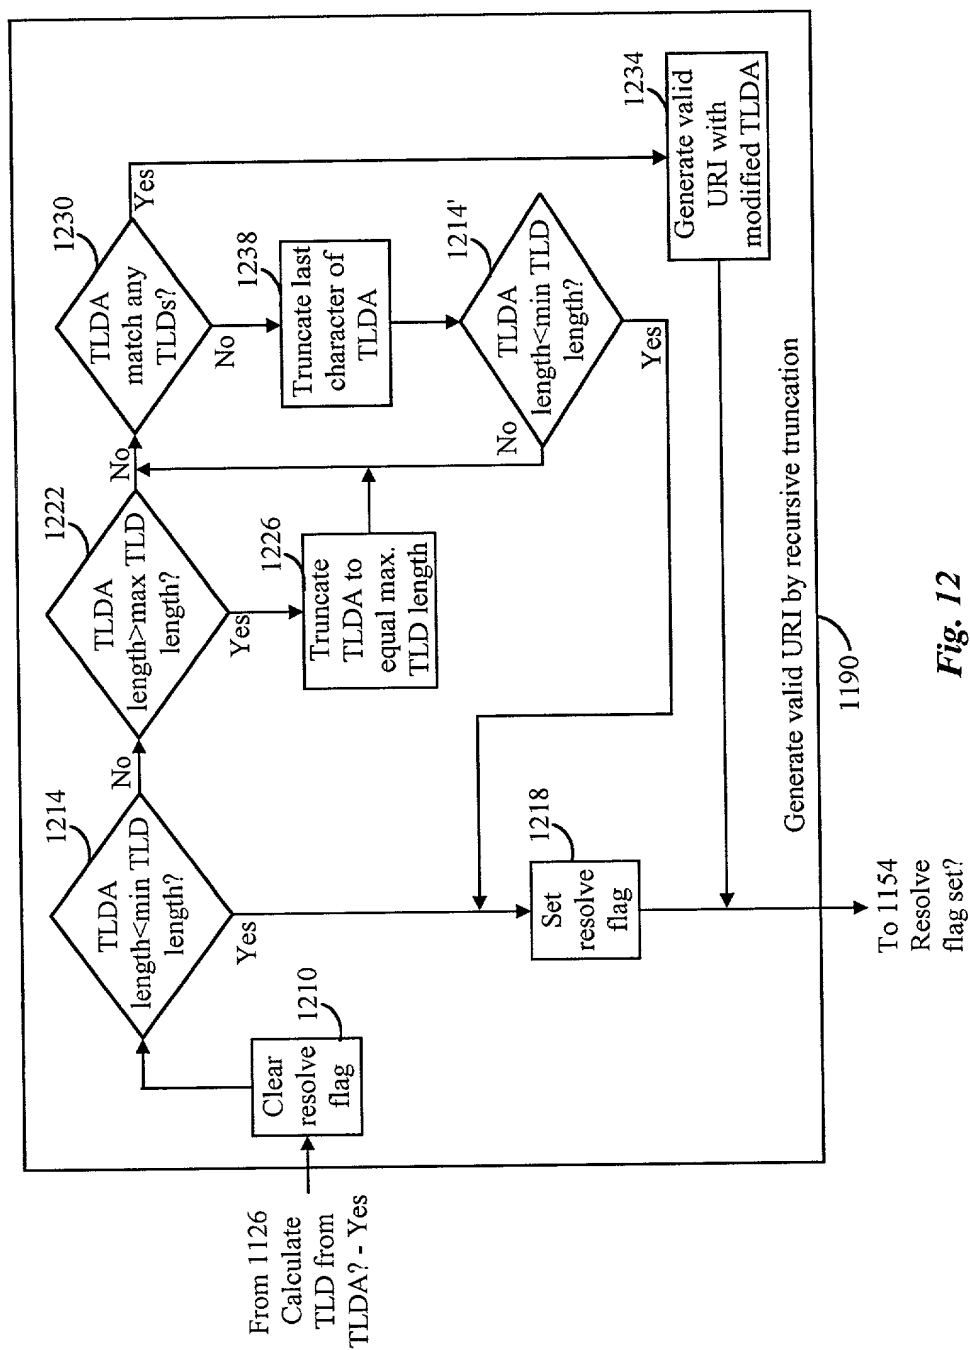 From 1126
Calculate
TLD from
TLDA? - Yes
Clear
resolve
flag
1210
TLDA
length<min TLD
length?
1214
No
Yes
Set
resolve
flag
1218
TLDA
length>max TLD
length?
1222
No
Yes
Truncate
TLDA to
equal max.
TLD length
1226
TLDA
match any
TLDs?
1230
Yes
No
Truncate last
character of
TLDA
1238
TLDA
length<min TLD
length?
1214'
No
Yes
Generate valid
URI with
modified TLDA
1234
Generate valid URI by recursive truncation
1190
To 1154
Resolve
flag set?
Fig. 12